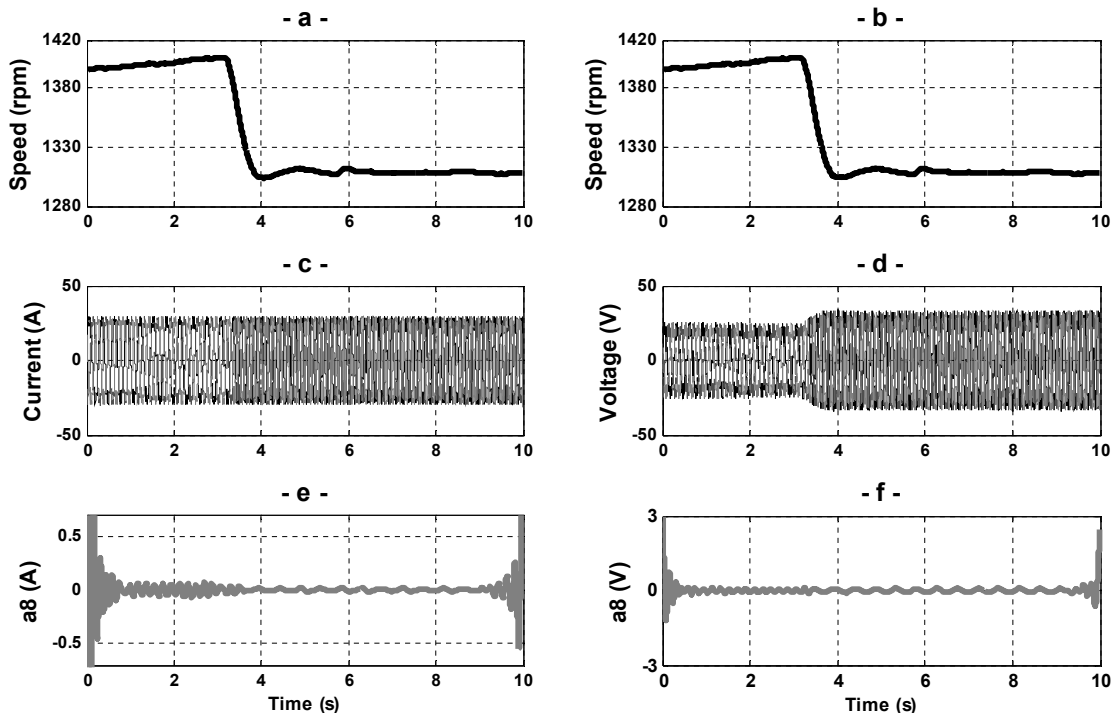 - a -
Speed (rpm)
1420
1380
1330
1280
0 2 4 6 8 10
- b -
Speed (rpm)
1420
1380
1330
1280
0 2 4 6 8 10
- c -
Current (A)
50
0
-50
0 2 4 6 8 10
- d -
Voltage (V)
50
0
-50
0 2 4 6 8 10
- e -
a8 (A)
0.5
0
-0.5
0 2 4 6 8 10
Time (s)
- f -
a8 (V)
3
0
-3
0 2 4 6 8 10
Time (s)